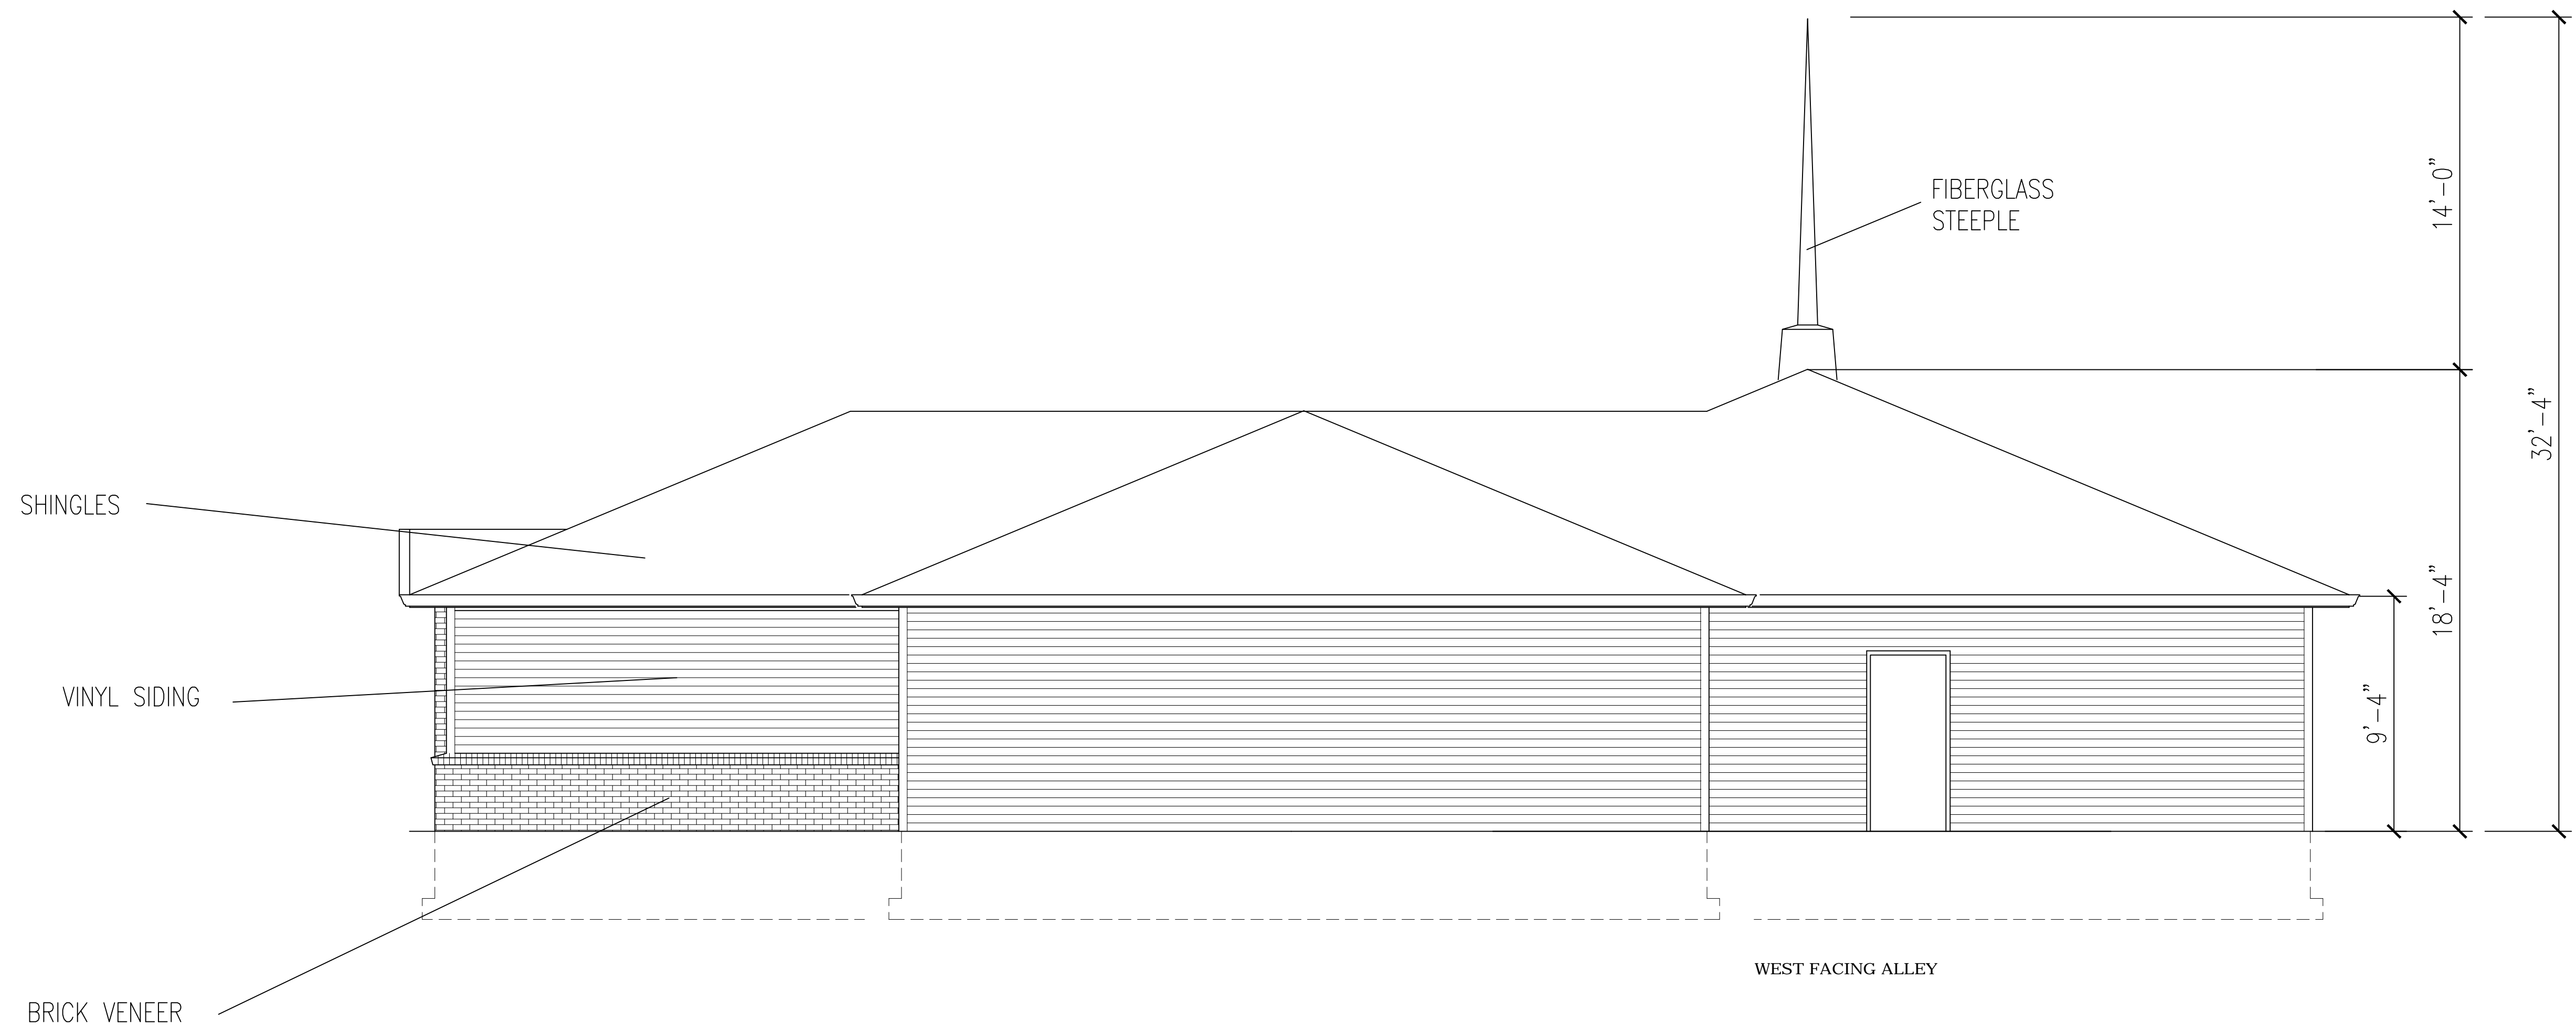 FIBERGLASS
STEEPLE
14'-0"
32'-4"
SHINGLES
18'-4"
VINYL SIDING
9'-4"
WEST FACING ALLEY
BRICK VENEER